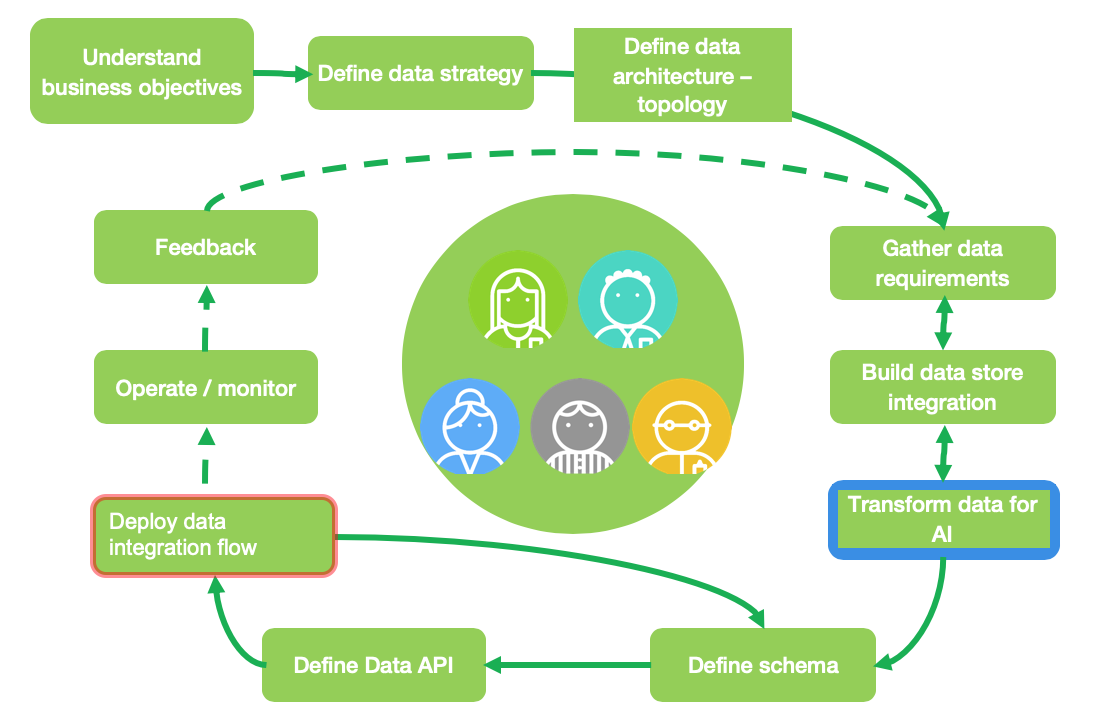 Understand
business objectives
Define data strategy
Define data
architecture –
topology
Gather data
requirements
Build data store
integration
Transform data for
AI
Define schema
Define Data API
Deploy data
integration flow
Operate / monitor
Feedback